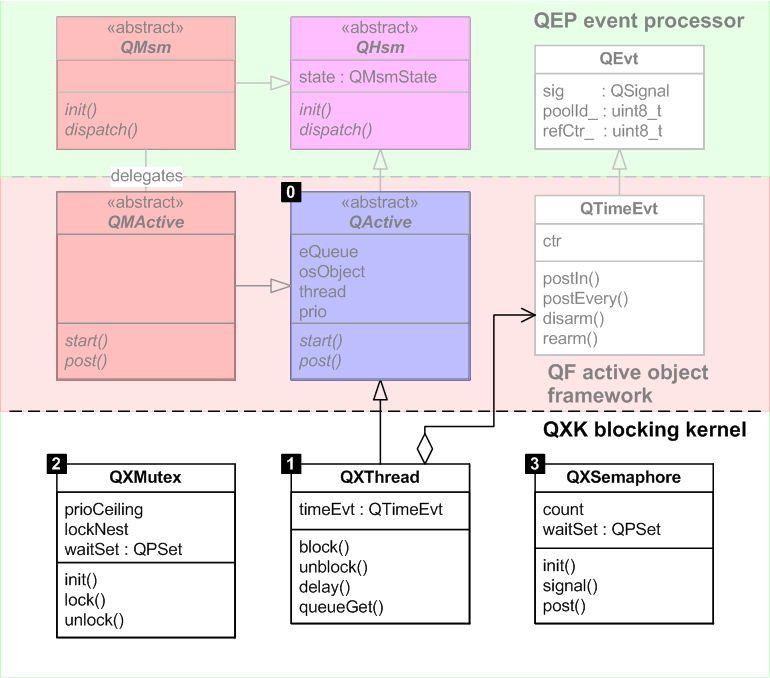 QEP event processor
«abstract»
QMsm
init()
dispatch()
«abstract»
QHsm
state : QMsmState
init()
dispatch()
QEvt
sig : QSignal
poolId_ : uint8_t
refCtr_ : uint8_t
delegates
«abstract»
QMActive
start()
post()
0
«abstract»
QActive
eQueue
osObject
thread
prio
start()
post()
QTimeEvt
ctr
postIn()
postEvery()
disarm()
rearm()
QF active object
framework
QXK blocking kernel
2
QXMutex
prioCeiling
lockNest
waitSet : QPSet
init()
lock()
unlock()
1
QXThread
timeEvt : QTimeEvt
block()
unblock()
delay()
queueGet()
3
QXSemaphore
count
waitSet : QPSet
init()
signal()
post()